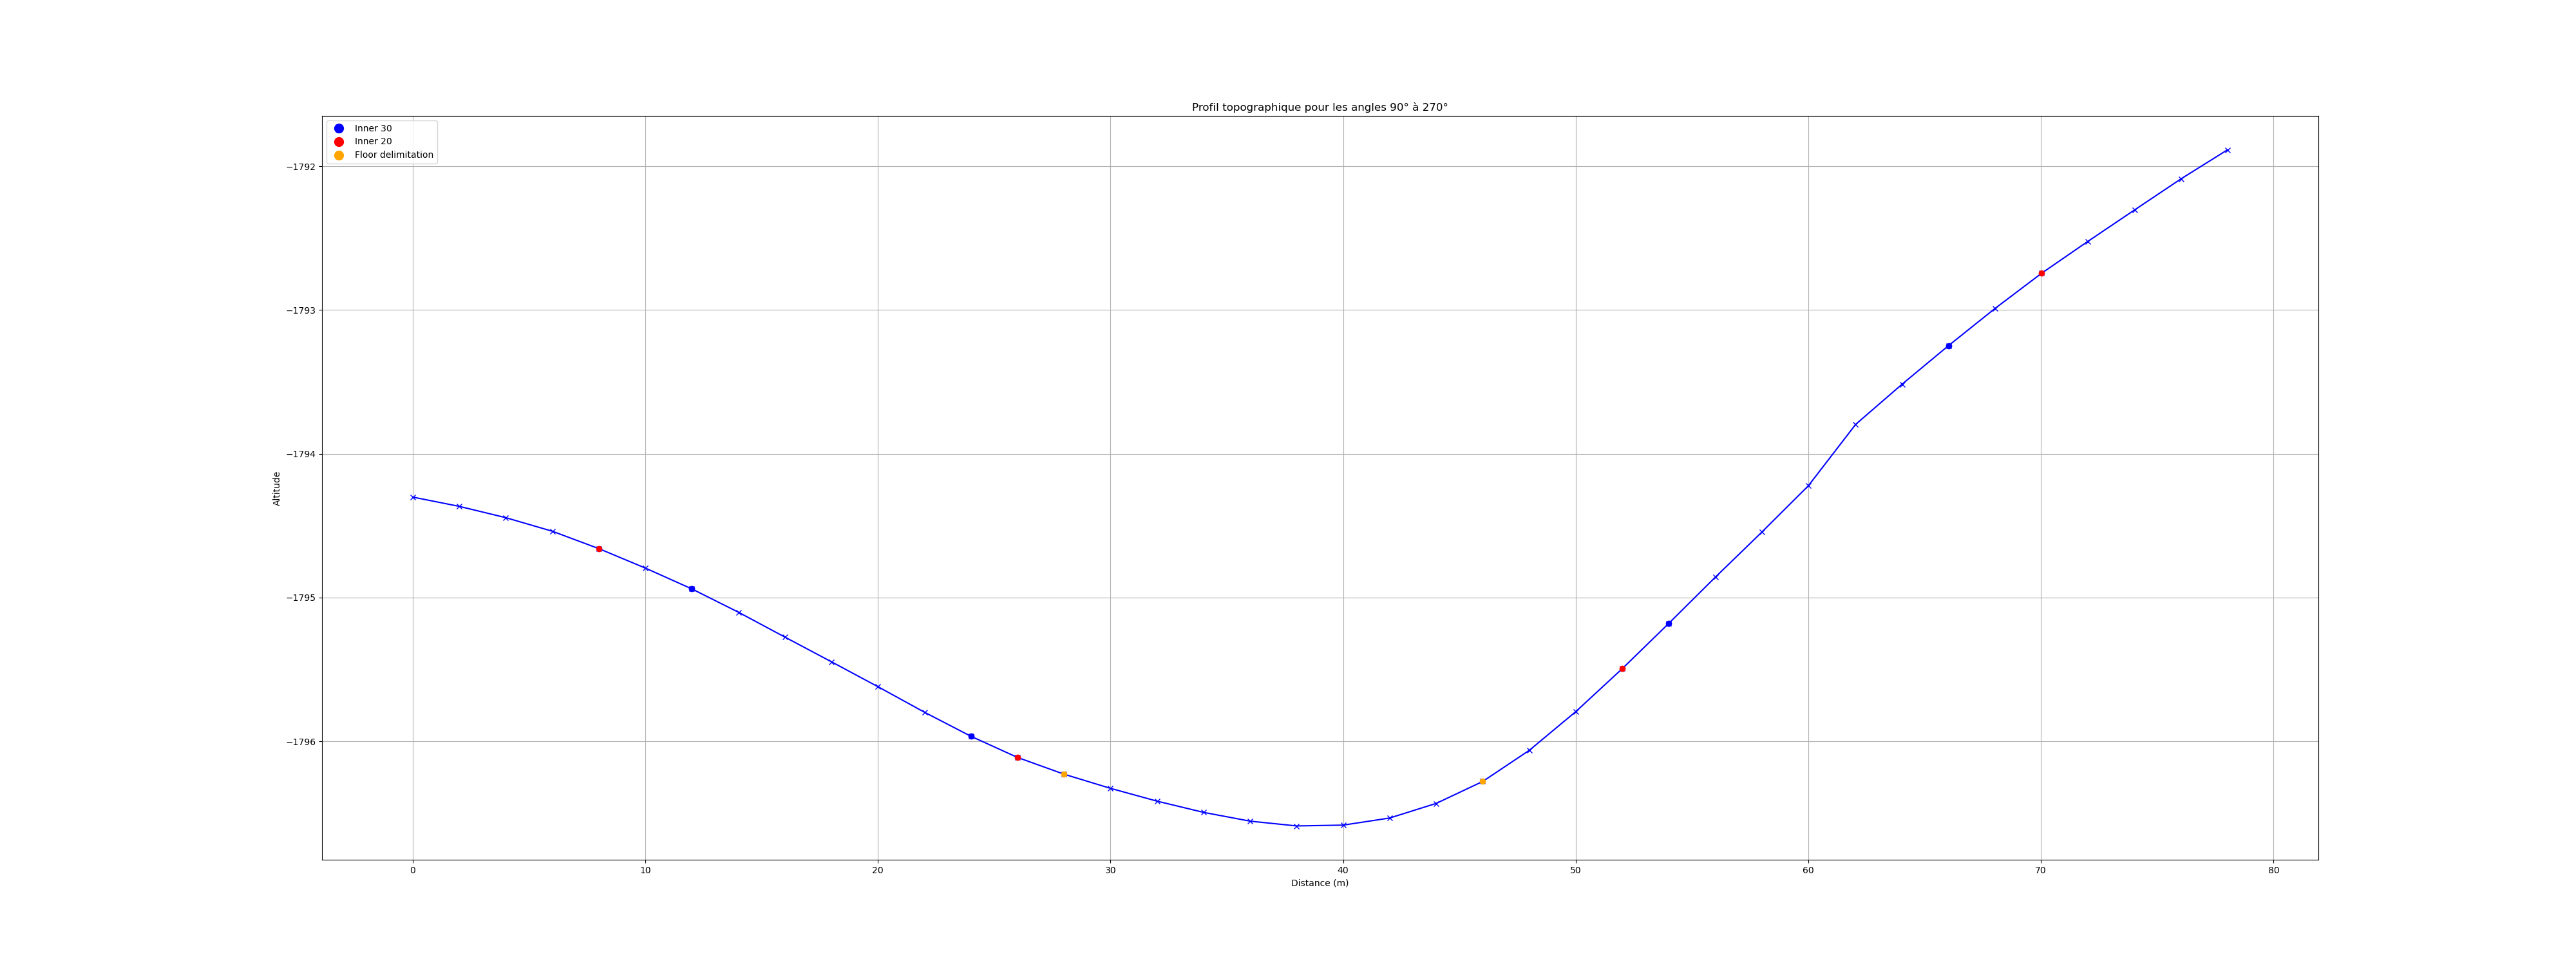 Profil topographique pour les angles 90° à 270°
Inner 30
Inner 20
Floor delimitation
−1792
−1793
−1794
−1795
−1796
Altitude
0 10 20 30 40 50 60 70 80
Distance (m)